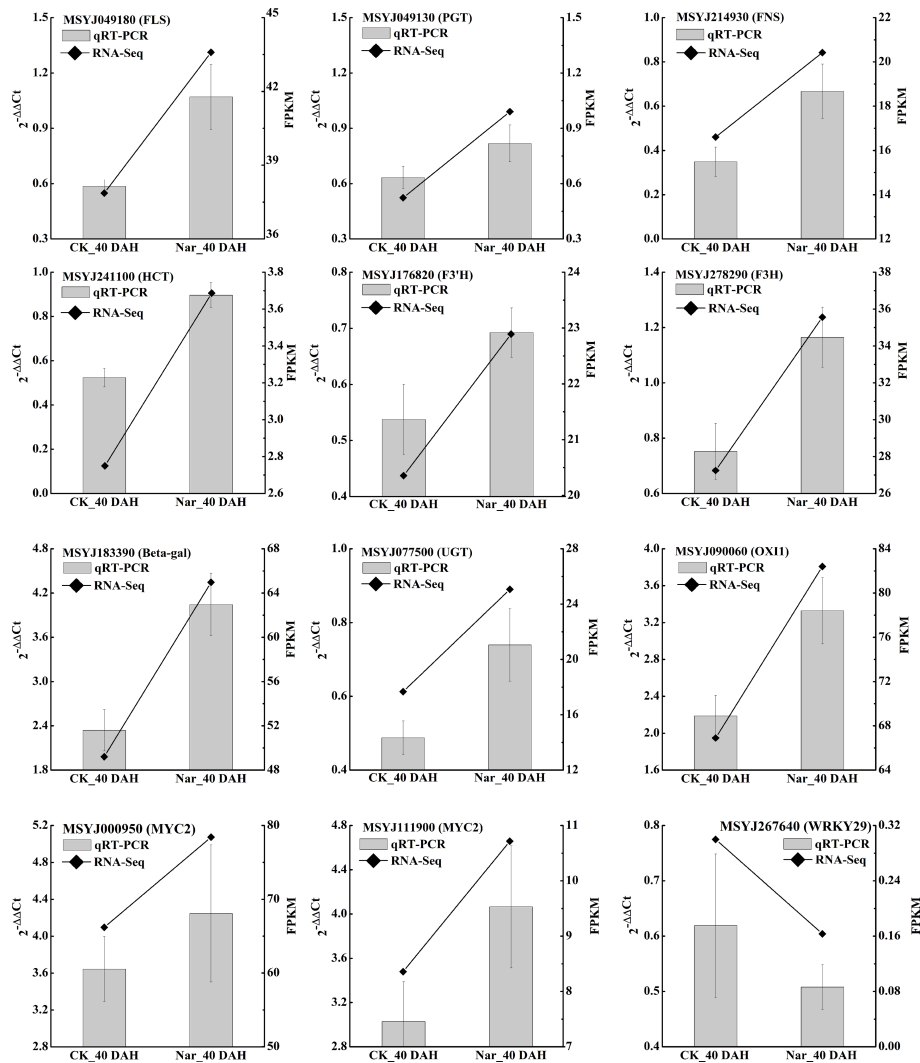 MSYJ049180 (FLS)
qRT-PCR
RNA-Seq
2^-ΔΔCt
1.5
1.2
0.9
0.6
0.3
45
42
39
36
33
FPKM
CK_40 DAH Nar_40 DAH
MSYJ049130 (PGT)
qRT-PCR
RNA-Seq
2^-ΔΔCt
1.5
1.2
0.9
0.6
0.3
1.5
1.2
0.9
0.6
0.3
FPKM
CK_40 DAH Nar_40 DAH
MSYJ214930 (FNS)
qRT-PCR
RNA-Seq
2^-ΔΔCt
1.0
0.8
0.6
0.4
0.2
0.0
22
20
18
16
14
12
FPKM
CK_40 DAH Nar_40 DAH
MSYJ241100 (HCT)
qRT-PCR
RNA-Seq
2^-ΔΔCt
1.0
0.8
0.6
0.4
0.2
0.0
3.8
3.6
3.4
3.2
3.0
2.8
2.6
FPKM
CK_40 DAH Nar_40 DAH
MSYJ176820 (F3'H)
qRT-PCR
RNA-Seq
2^-ΔΔCt
0.8
0.7
0.6
0.5
0.4
24
23
22
21
20
FPKM
CK_40 DAH Nar_40 DAH
MSYJ278290 (F3H)
qRT-PCR
RNA-Seq
2^-ΔΔCt
1.4
1.2
1.0
0.8
0.6
38
36
34
32
30
28
26
FPKM
CK_40 DAH Nar_40 DAH
MSYJ183390 (Beta-gal)
qRT-PCR
RNA-Seq
2^-ΔΔCt
4.8
4.2
3.6
3.0
2.4
1.8
68
65
60
56
52
48
FPKM
CK_40 DAH Nar_40 DAH
MSYJ077500 (UGT)
qRT-PCR
RNA-Seq
2^-ΔΔCt
1.0
0.8
0.6
0.4
28
25
20
16
14
12
FPKM
CK_40 DAH Nar_40 DAH
MSYJ090060 (OXI1)
qRT-PCR
RNA-Seq
2^-ΔΔCt
4.0
3.6
3.2
2.8
2.4
2.0
1.6
84
80
76
72
68
64
FPKM
CK_40 DAH Nar_40 DAH
MSYJ000950 (MYC2)
qRT-PCR
RNA-Seq
2^-ΔΔCt
5.2
4.8
4.4
4.0
3.6
3.2
2.8
80
70
60
50
FPKM
CK_40 DAH Nar_40 DAH
MSYJ111900 (MYC2)
qRT-PCR
RNA-Seq
2^-ΔΔCt
4.8
4.4
4.0
3.6
3.2
2.8
11
10
9
8
7
FPKM
CK_40 DAH Nar_40 DAH
MSYJ267640 (WRKY29)
qRT-PCR
RNA-Seq
2^-ΔΔCt
0.8
0.7
0.6
0.5
0.4
0.32
0.24
0.16
0.08
0.00
FPKM
CK_40 DAH Nar_40 DAH